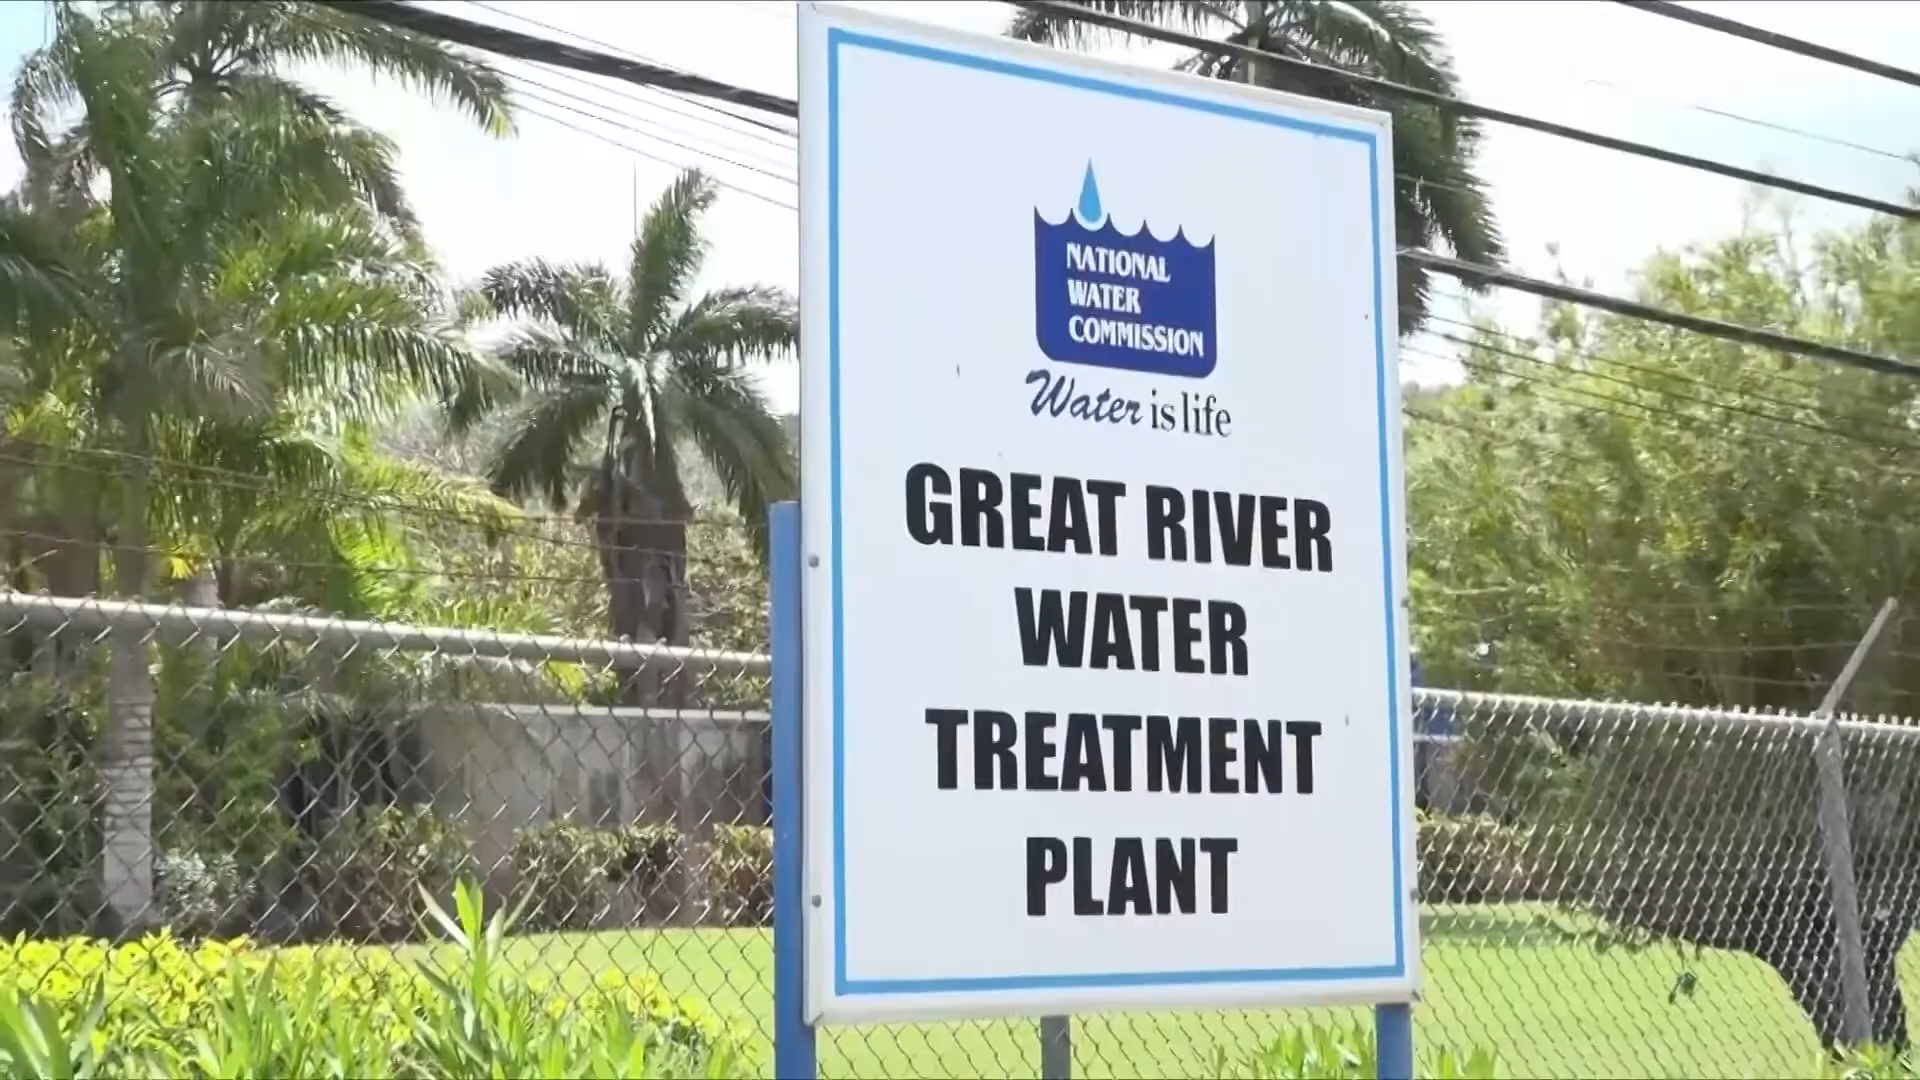 NATIONAL
WATER
COMMISSION
Water is life
GREAT RIVER
WATER
TREATMENT
PLANT